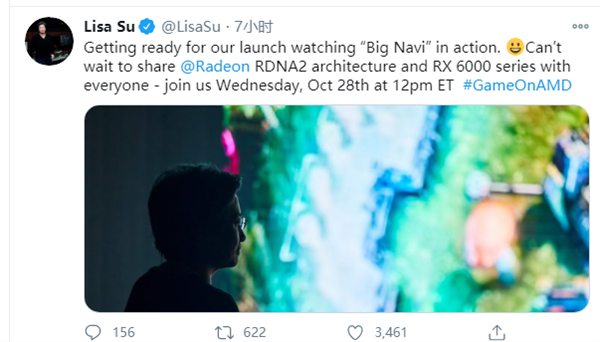 Lisa Su @LisaSu · 7小时
Getting ready for our launch watching “Big Navi” in action. 😀Can’t
wait to share @Radeon RDNA2 architecture and RX 6000 series with
everyone - join us Wednesday, Oct 28th at 12pm ET #GameOnAMD
156 622 3,461